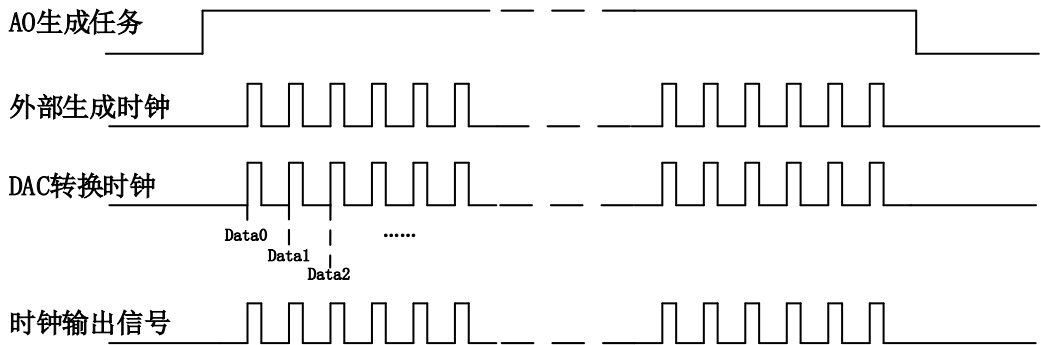 AO生成任务
外部生成时钟
DAC转换时钟
Data0
Data1
Data2
……
时钟输出信号